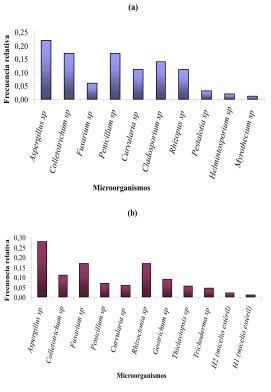 (a)
Frecuencia relativa
0,25
0,20
0,15
0,10
0,05
0,00
Aspergillus sp
Colletotrichum sp
Fusarium sp
Penicillum sp
Curvularia sp
Cladosporium sp
Rhizopus sp
Pestalotia sp
Helmintosporium sp
Myrothecium sp
Microorganismos
(b)
Frecuencia relativa
0,30
0,25
0,20
0,15
0,10
0,05
0,00
Aspergillus sp
Colletotrichum sp
Fusarium sp
Penicillum sp
Curvularia sp
Rhizoctonia sp
Geotrichum sp
Thielaviopsis sp
Trichoderma sp
H2 (micelio estéril)
H1 (micelio estéril)
Microorganismos